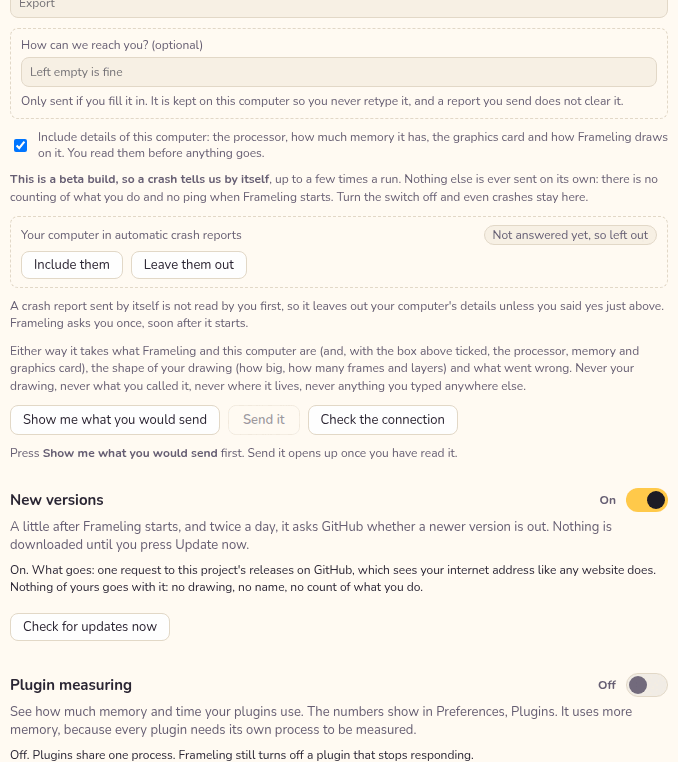 Export
How can we reach you? (optional)
Left empty is fine
Only sent if you fill it in. It is kept on this computer so you never retype it, and a report you send does not clear it.
Include details of this computer: the processor, how much memory it has, the graphics card and how Frameling draws
on it. You read them before anything goes.
This is a beta build, so a crash tells us by itself, up to a few times a run. Nothing else is ever sent on its own: there is no
counting of what you do and no ping when Frameling starts. Turn the switch off and even crashes stay here.
Your computer in automatic crash reports
Not answered yet, so left out
Include them
Leave them out
A crash report sent by itself is not read by you first, so it leaves out your computer's details unless you said yes just above.
Frameling asks you once, soon after it starts.
Either way it takes what Frameling and this computer are (and, with the box above ticked, the processor, memory and
graphics card), the shape of your drawing (how big, how many frames and layers) and what went wrong. Never your
drawing, never what you called it, never where it lives, never anything you typed anywhere else.
Show me what you would send
Send it
Check the connection
Press Show me what you would send first. Send it opens up once you have read it.
New versions
On
A little after Frameling starts, and twice a day, it asks GitHub whether a newer version is out. Nothing is
downloaded until you press Update now.
On. What goes: one request to this project's releases on GitHub, which sees your internet address like any website does.
Nothing of yours goes with it: no drawing, no name, no count of what you do.
Check for updates now
Plugin measuring
Off
See how much memory and time your plugins use. The numbers show in Preferences, Plugins. It uses more
memory, because every plugin needs its own process to be measured.
Off. Plugins share one process. Frameling still turns off a plugin that stops responding.